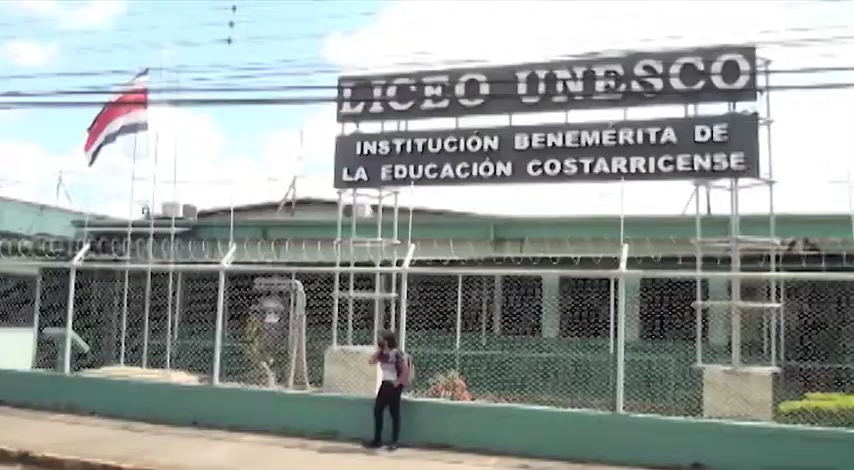 LICEO UNESCO
INSTITUCIÓN BENEMÉRITA DE
LA EDUCACIÓN COSTARRICENSE